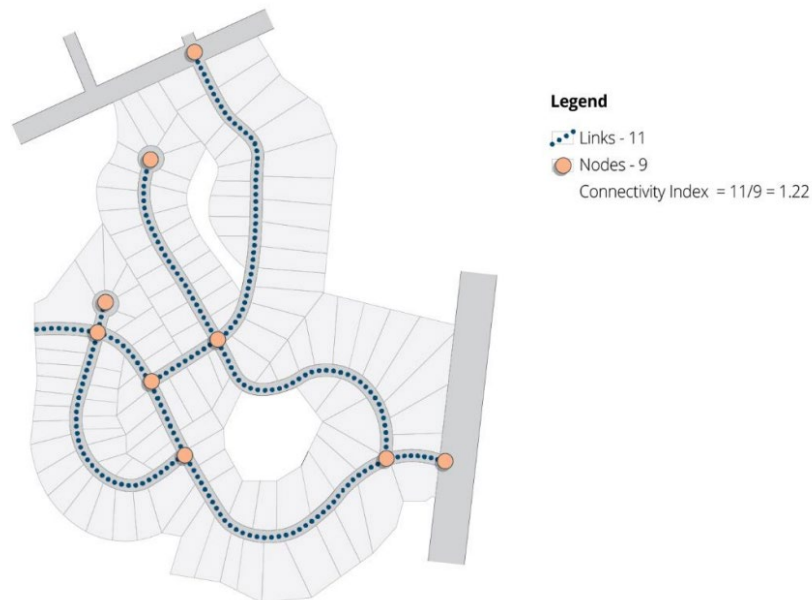 Legend
Links - 11
Nodes - 9
Connectivity Index = 11/9 = 1.22